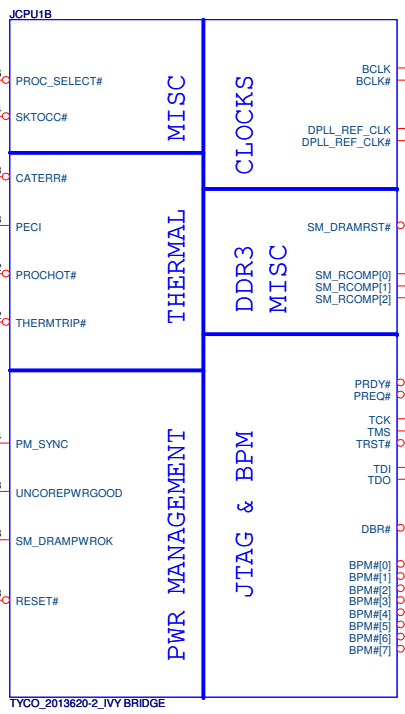 JCPU1B
PROC_SELECT#
SKTOCC#
MISC
CATERR#
PECI
PROCHOT#
THERMTRIP#
THERMAL
PM_SYNC
UNCOREPWRGOOD
SM_DRAMPWROK
RESET#
PWR MANAGEMENT
CLOCKS
BCLK
BCLK#
DPLL_REF_CLK
DPLL_REF_CLK#
DDR3
MISC
SM_DRAMRST#
SM_RCOMP[0]
SM_RCOMP[1]
SM_RCOMP[2]
JTAG & BPM
PRDY#
PREQ#
TCK
TMS
TRST#
TDI
TDO
DBR#
BPM#[0]
BPM#[1]
BPM#[2]
BPM#[3]
BPM#[4]
BPM#[5]
BPM#[6]
BPM#[7]
TYCO_2013620-2_IVY BRIDGE